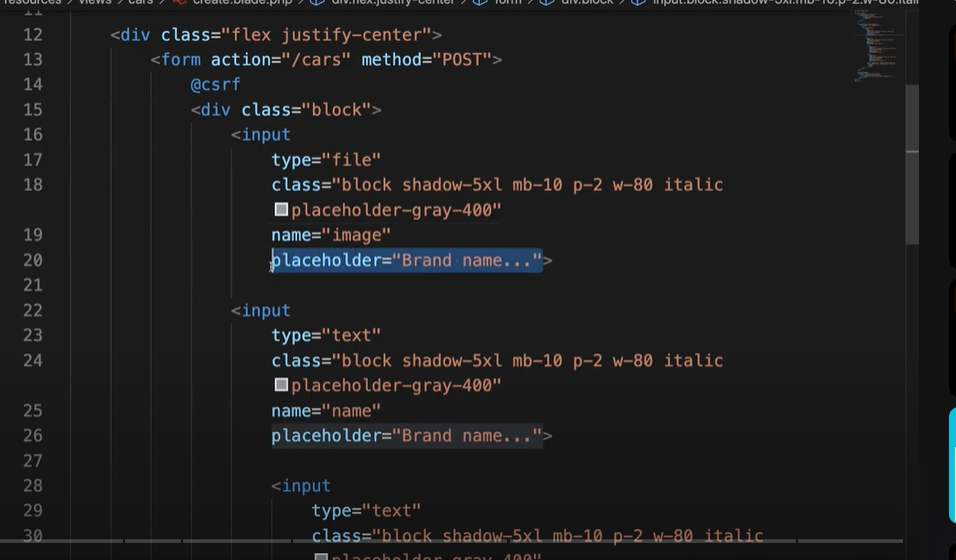 resources > views > cars > create.blade.php > div.flex.justify-center > form > div.block > input.block.shadow-5xl.mb-10.p-2.w-80.itali
11
12 <div class="flex justify-center">
13 <form action="/cars" method="POST">
14 @csrf
15 <div class="block">
16 <input
17 type="file"
18 class="block shadow-5xl mb-10 p-2 w-80 italic
placeholder-gray-400"
19 name="image"
20 placeholder="Brand name...">
21
22 <input
23 type="text"
24 class="block shadow-5xl mb-10 p-2 w-80 italic
placeholder-gray-400"
25 name="name"
26 placeholder="Brand name...">
27
28 <input
29 type="text"
30 class="block shadow-5xl mb-10 p-2 w-80 italic
placeholder-gray-400"